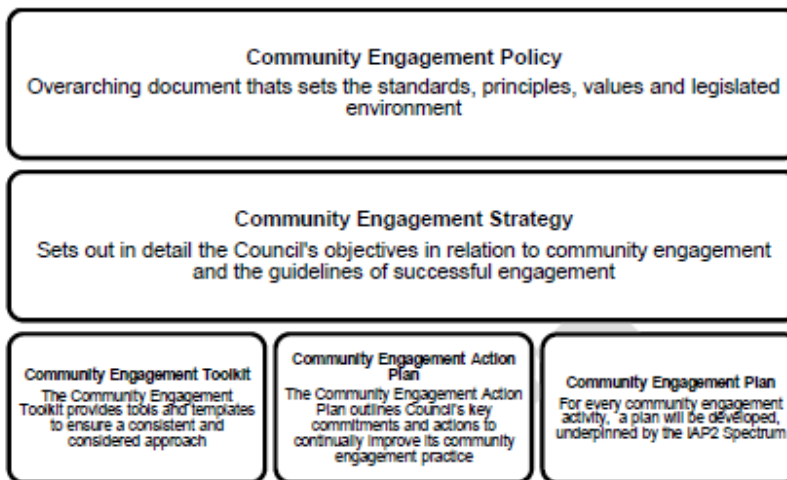 Community Engagement Policy
Overarching document thats sets the standards, principles, values and legislated
environment
Community Engagement Strategy
Sets out in detail the Council's objectives in relation to community engagement
and the guidelines of successful engagement
Community Engagement Toolkit
The Community Engagement
Toolkit provides tools and templates
to ensure a consistent and
considered approach
Community Engagement Action
Plan
The Community Engagement Action
Plan outlines Council's key
commitments and actions to
continually improve its community
engagement practice
Community Engagement Plan
For every community engagement
activity, a plan will be developed,
underpinned by the IAP2 Spectrum